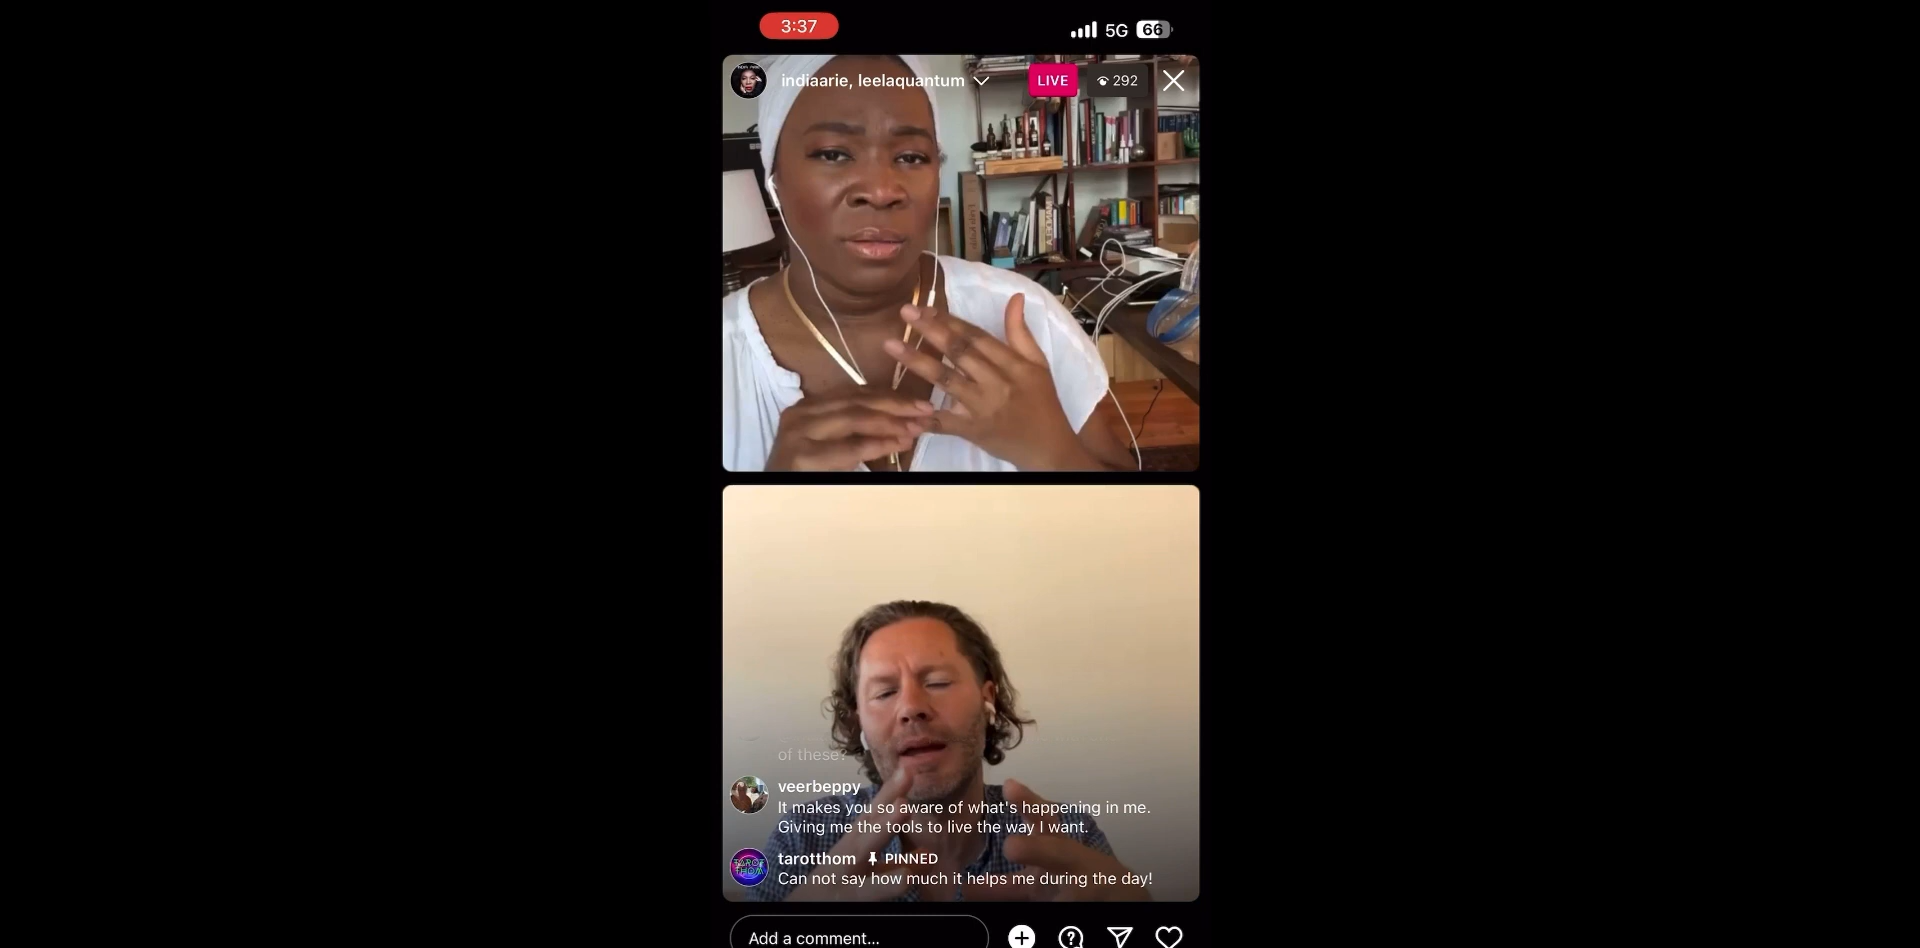 3:37
5G 66
indiaarie, leelaquantum
LIVE
292
of these?
veerbeppy
It makes you so aware of what's happening in me.
Giving me the tools to live the way I want.
TAROT
THOM
tarotthom PINNED
Can not say how much it helps me during the day!
Add a comment...